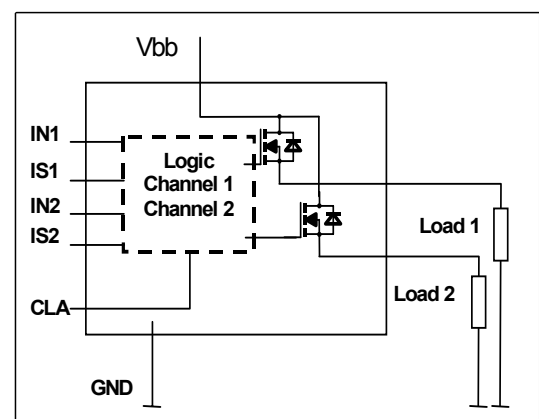 Vbb
IN1
IS1
IN2
IS2
CLA
Logic
Channel 1
Channel 2
Load 1
Load 2
GND